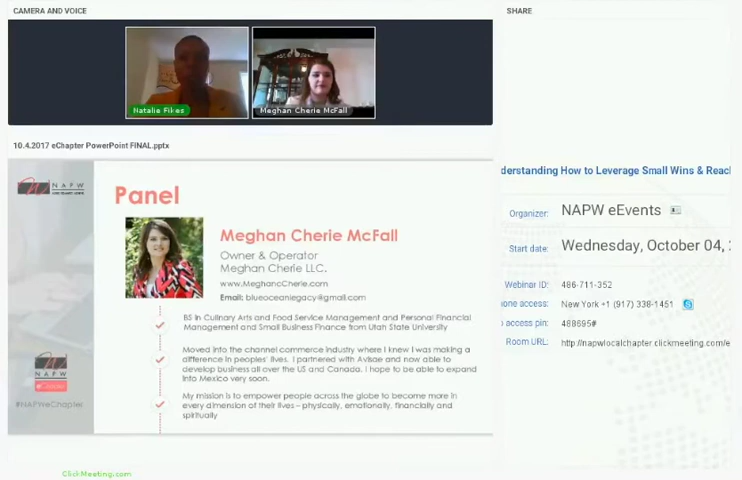 CAMERA AND VOICE
SHARE
Natalie Fikes
Meghan Cherie McFall
10.4.2017 eChapter PowerPoint FINAL.pptx
NAPW
Panel
Meghan Cherie McFall
Owner & Operator
Meghan Cherie LLC.
www.MeghancCherie.com
Email: blueoceanlegacy@gmail.com
BS in Culinary Arts and Food Service Management and Personal Financial
Management and Small Business Finance from Utah State University
Moved into the channel commerce industry where I knew I was making a
difference in peoples' lives. I partnered with Avisae and now able to
develop business all over the US and Canada. I hope to be able to expand
into Mexico very soon.
My mission is to empower people across the globe to become more in
every dimension of their lives – physically, emotionally, financially and
spiritually
NAPW
eChapter
#NAPWeChapter
derstanding How to Leverage Small Wins & Reac
Organizer: NAPW eEvents
Start date: Wednesday, October 04, 2
Webinar ID: 486-711-352
one access: New York +1 (917) 338-1451
access pin: 488695#
Room URL: http://napwlocalchapter.clickmeeting.com/e
ClickMeeting.com